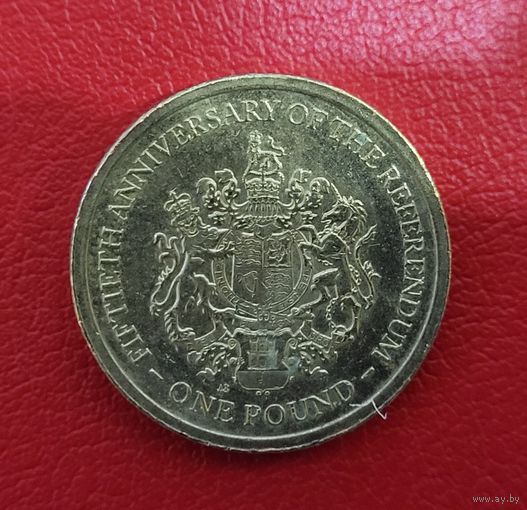 - FIFTIETH ANNIVERSARY OF THE REFERENDUM -
ONE POUND
www.ay.by